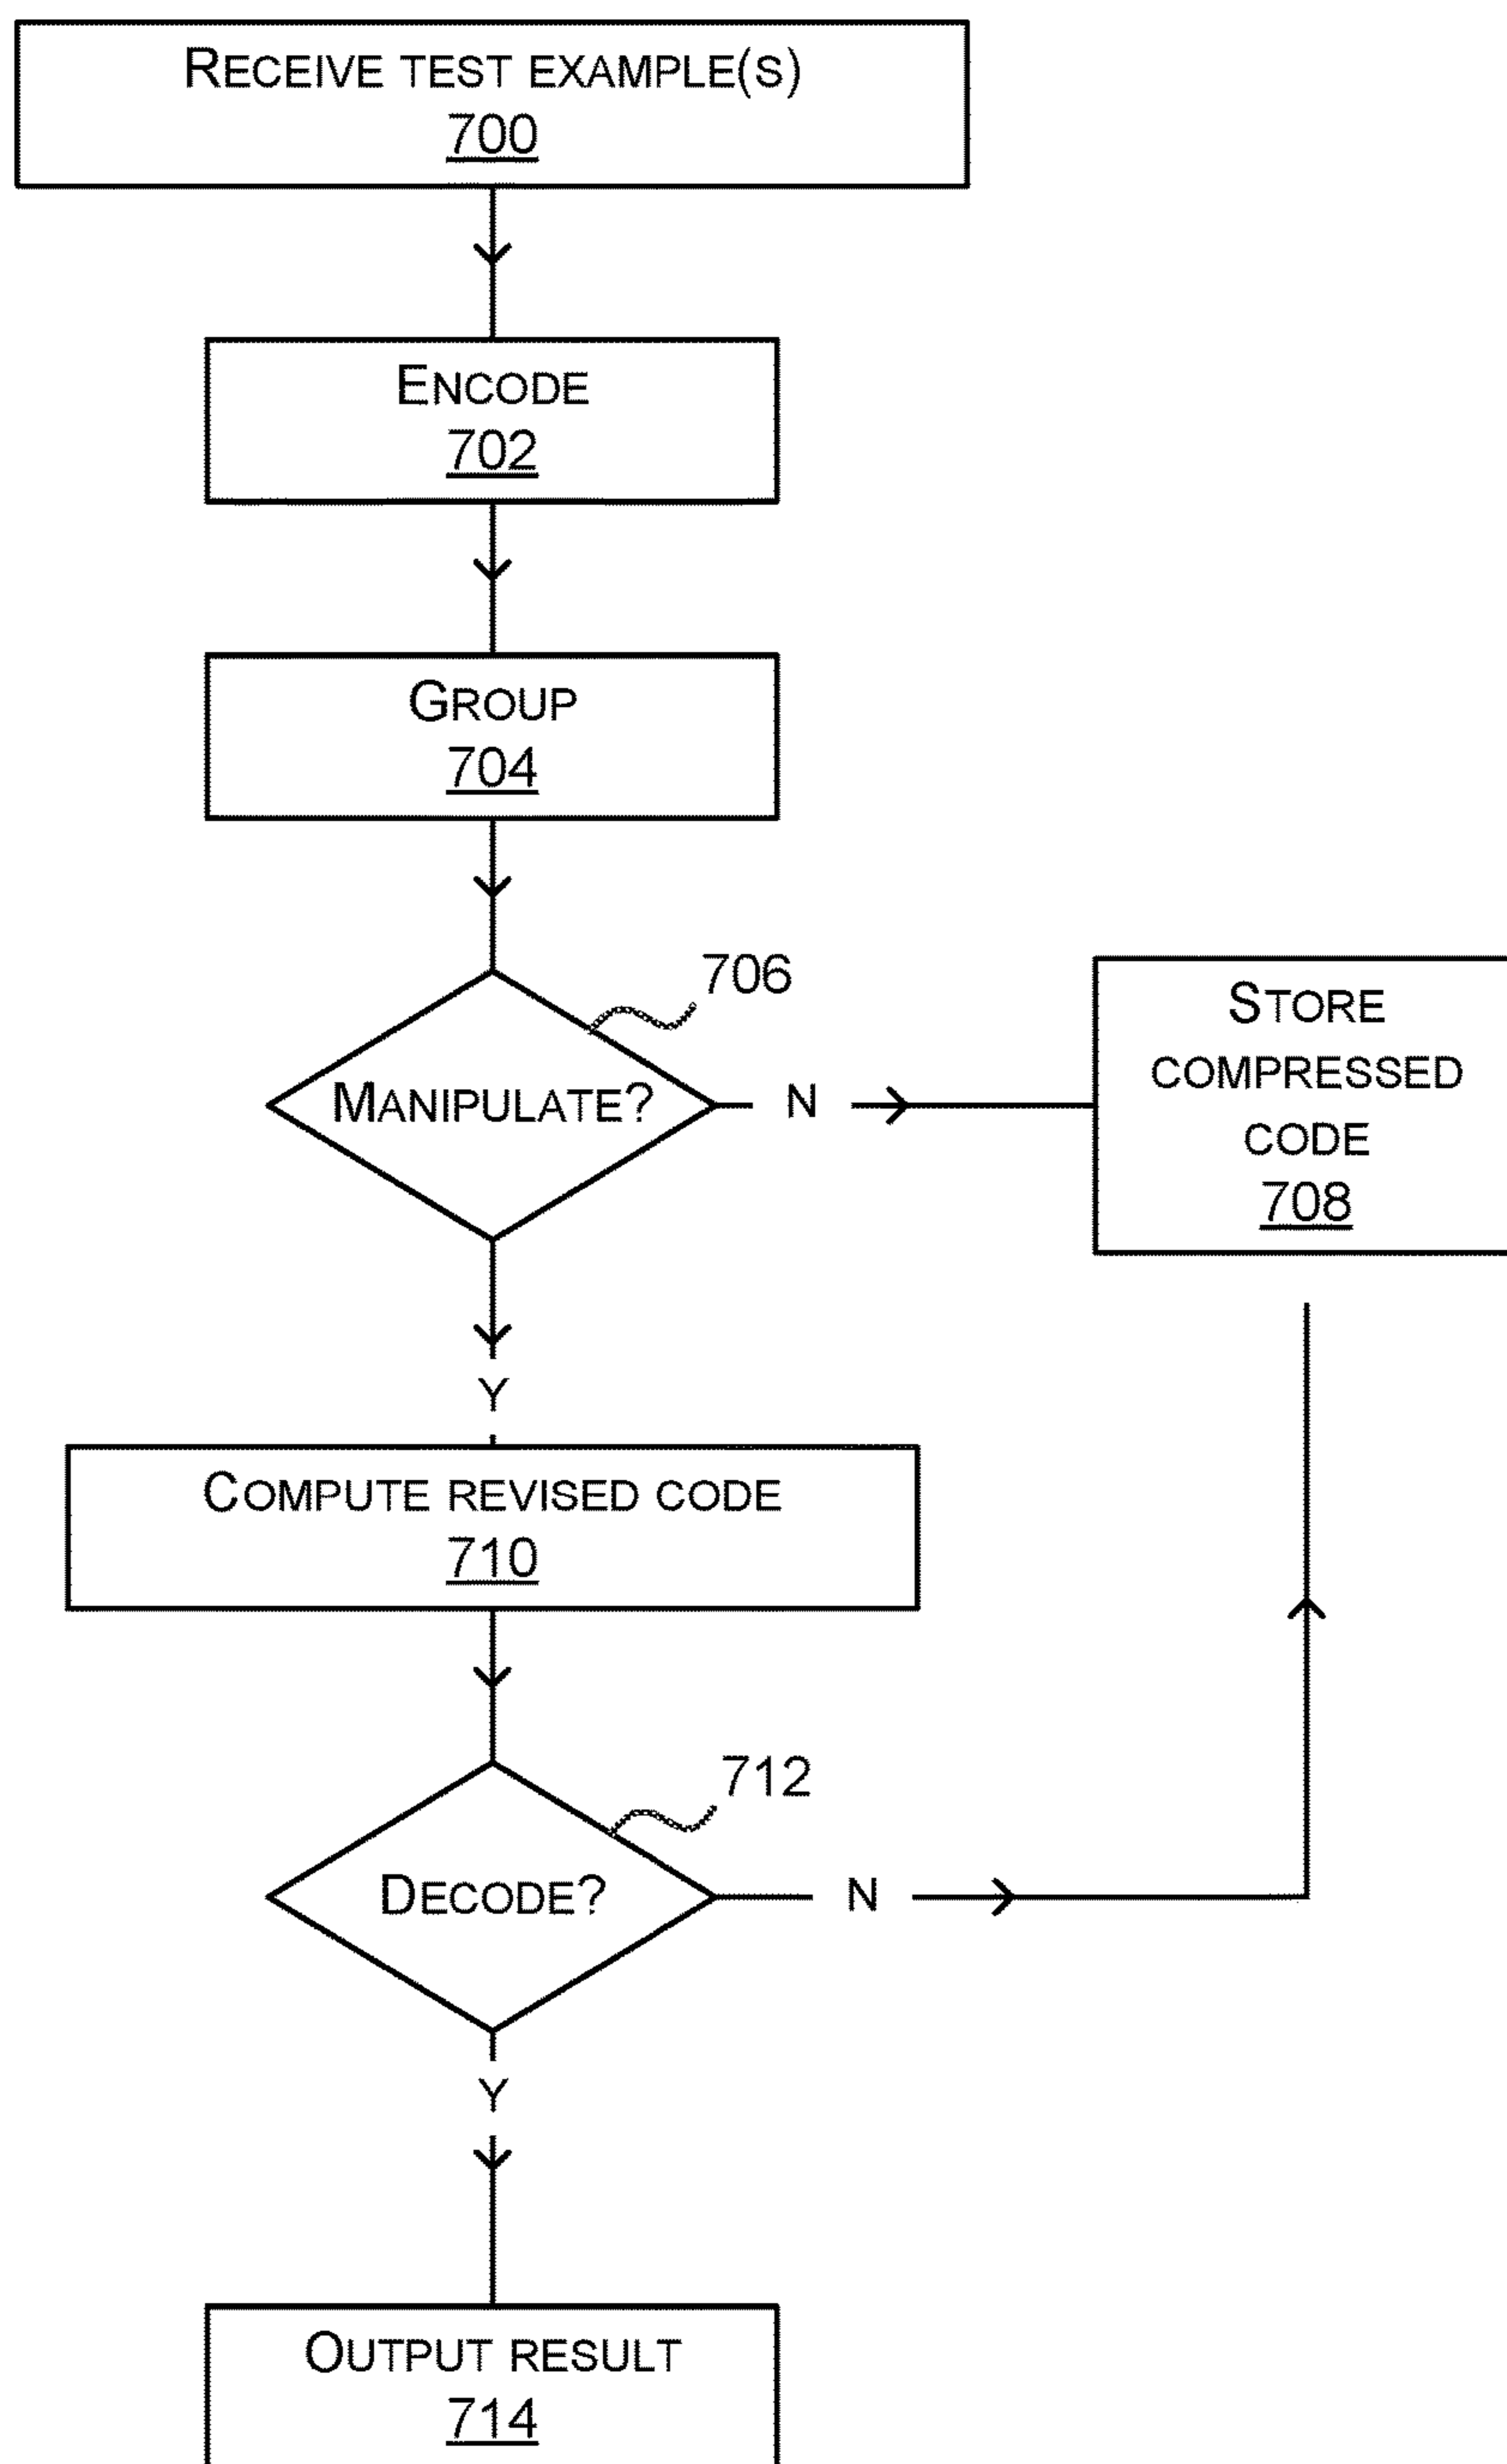 RECEIVE TEST EXAMPLE(S)
700
ENCODE
702
GROUP
704
706
MANIPULATE?
N
STORE
COMPRESSED
CODE
708
Y
COMPUTE REVISED CODE
710
712
DECODE?
N
Y
OUTPUT RESULT
714